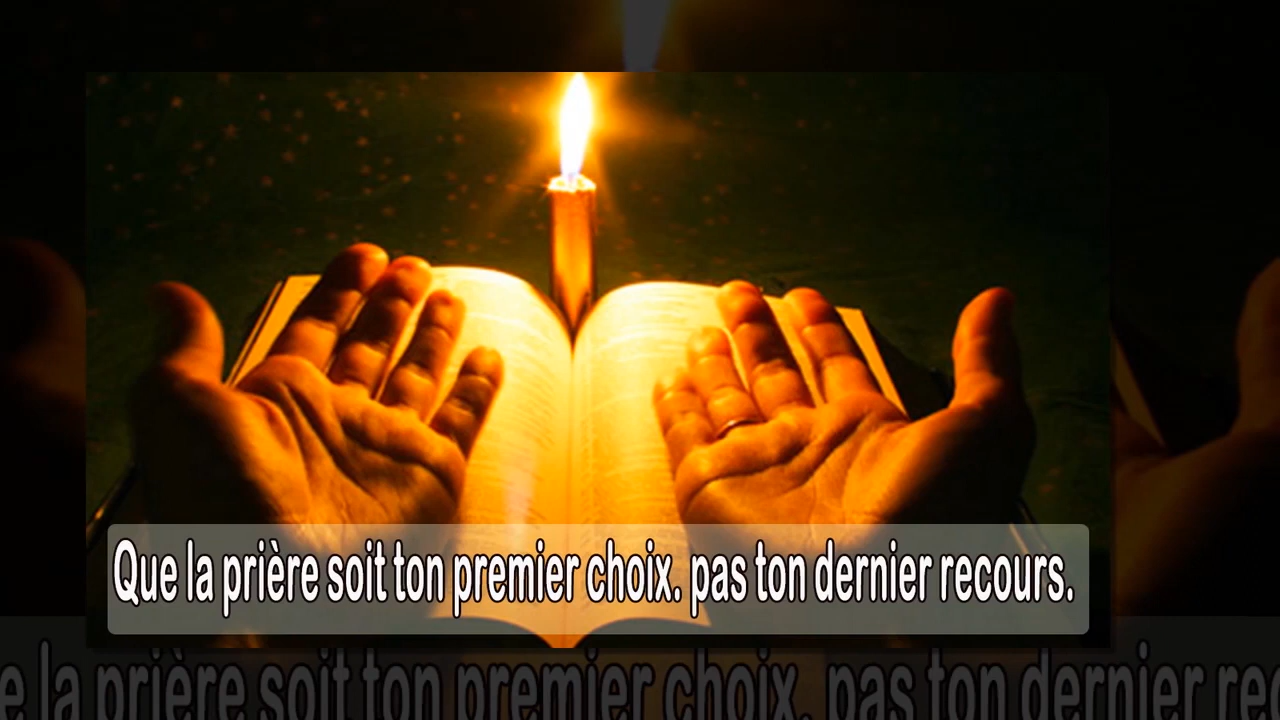 Que la prière soit ton premier choix. pas ton dernier recours.
e la prière soit ton premier choix. pas ton dernier rec